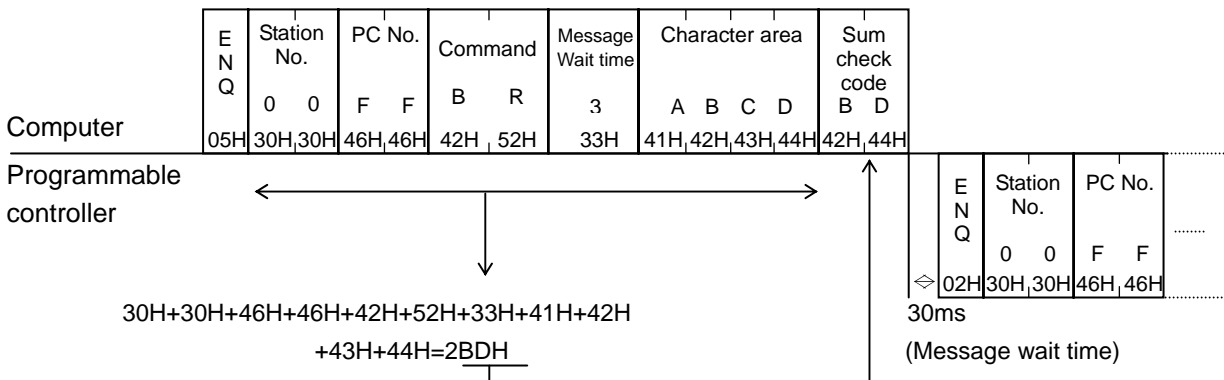 E
N
Q
Station
No.
PC No.
Command
Message
Wait time
Character area
Sum
check
code
0 0
F F
B R
3
A B C D
B D
Computer
05H 30H 30H 46H 46H 42H 52H 33H 41H 42H 43H 44H 42H 44H
Programmable
controller
E
N
Q
Station
No.
PC No.
0 0
F F
02H 30H 30H 46H 46H
30H+30H+46H+46H+42H+52H+33H+41H+42H
+43H+44H=2BDH
30ms
(Message wait time)